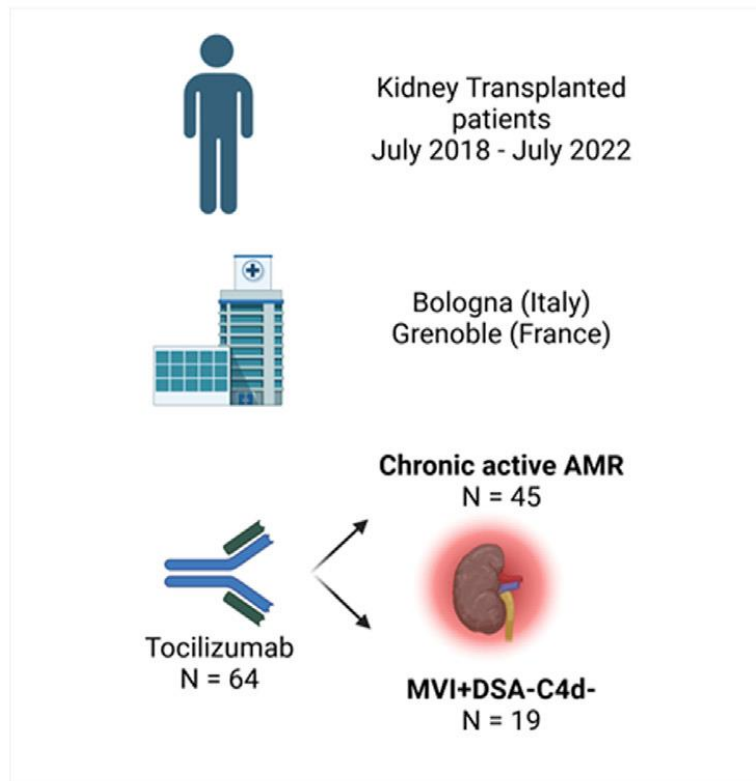 Kidney Transplanted
patients
July 2018 - July 2022
Bologna (Italy)
Grenoble (France)
Chronic active AMR
N = 45
Tocilizumab
N = 64
MVI+DSA-C4d-
N = 19